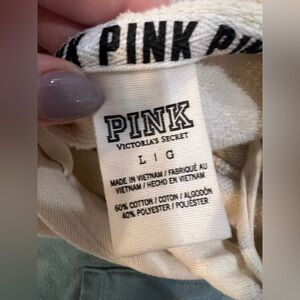 PINK
PINK
VICTORIA'S SECRET
L | G
MADE IN VIETNAM / FABRIQUÉ AU
VIETNAM / HECHO EN VIETNAM
60% COTTON / COTON / ALGODÓN
40% POLYESTER / POLIÉSTER